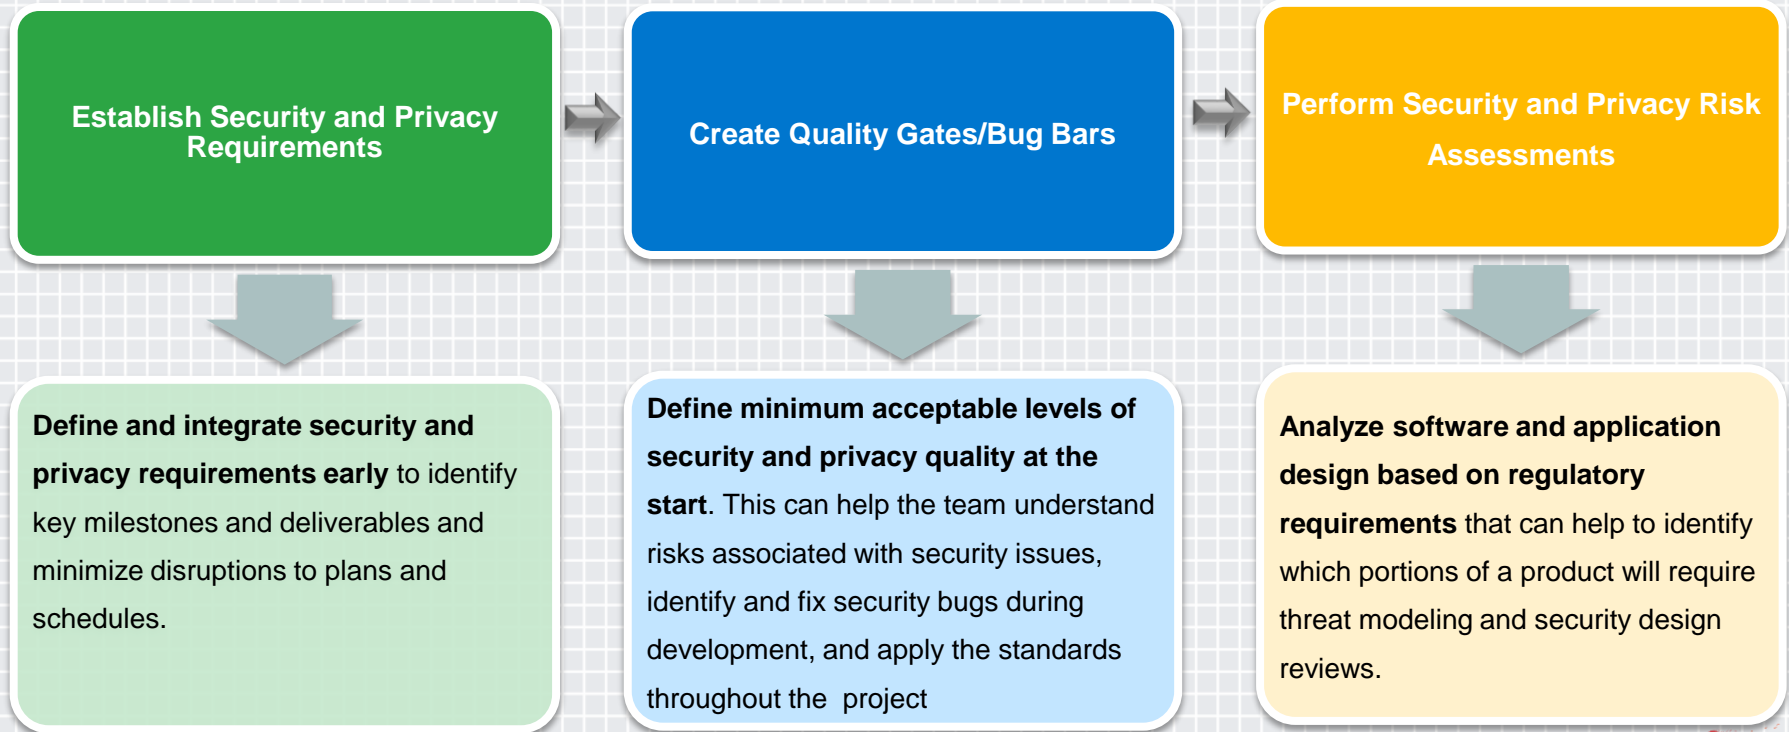 Establish Security and Privacy
Requirements
Create Quality Gates/Bug Bars
Perform Security and Privacy Risk
Assessments
Define and integrate security and
privacy requirements early to identify
key milestones and deliverables and
minimize disruptions to plans and
schedules.
Define minimum acceptable levels of
security and privacy quality at the
start. This can help the team understand
risks associated with security issues,
identify and fix security bugs during
development, and apply the standards
throughout the  project
Analyze software and application
design based on regulatory
requirements that can help to identify
which portions of a product will require
threat modeling and security design
reviews.